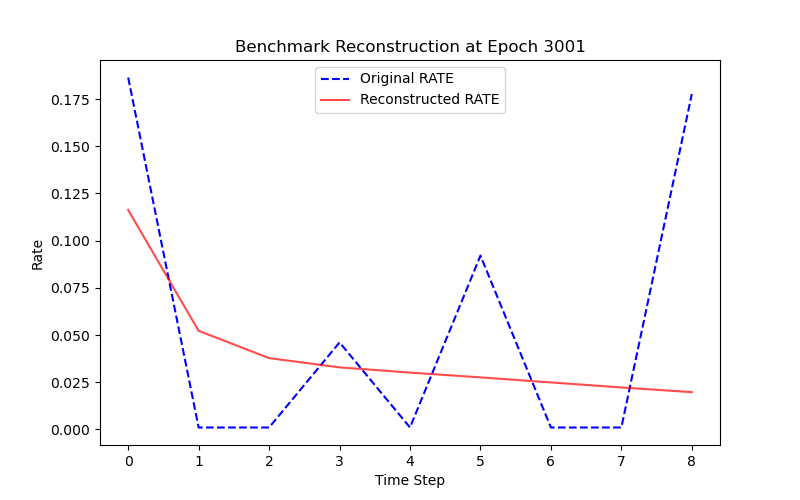 Benchmark Reconstruction at Epoch 3001
Original RATE
Reconstructed RATE
Rate
0.175
0.150
0.125
0.100
0.075
0.050
0.025
0.000
0 1 2 3 4 5 6 7 8
Time Step